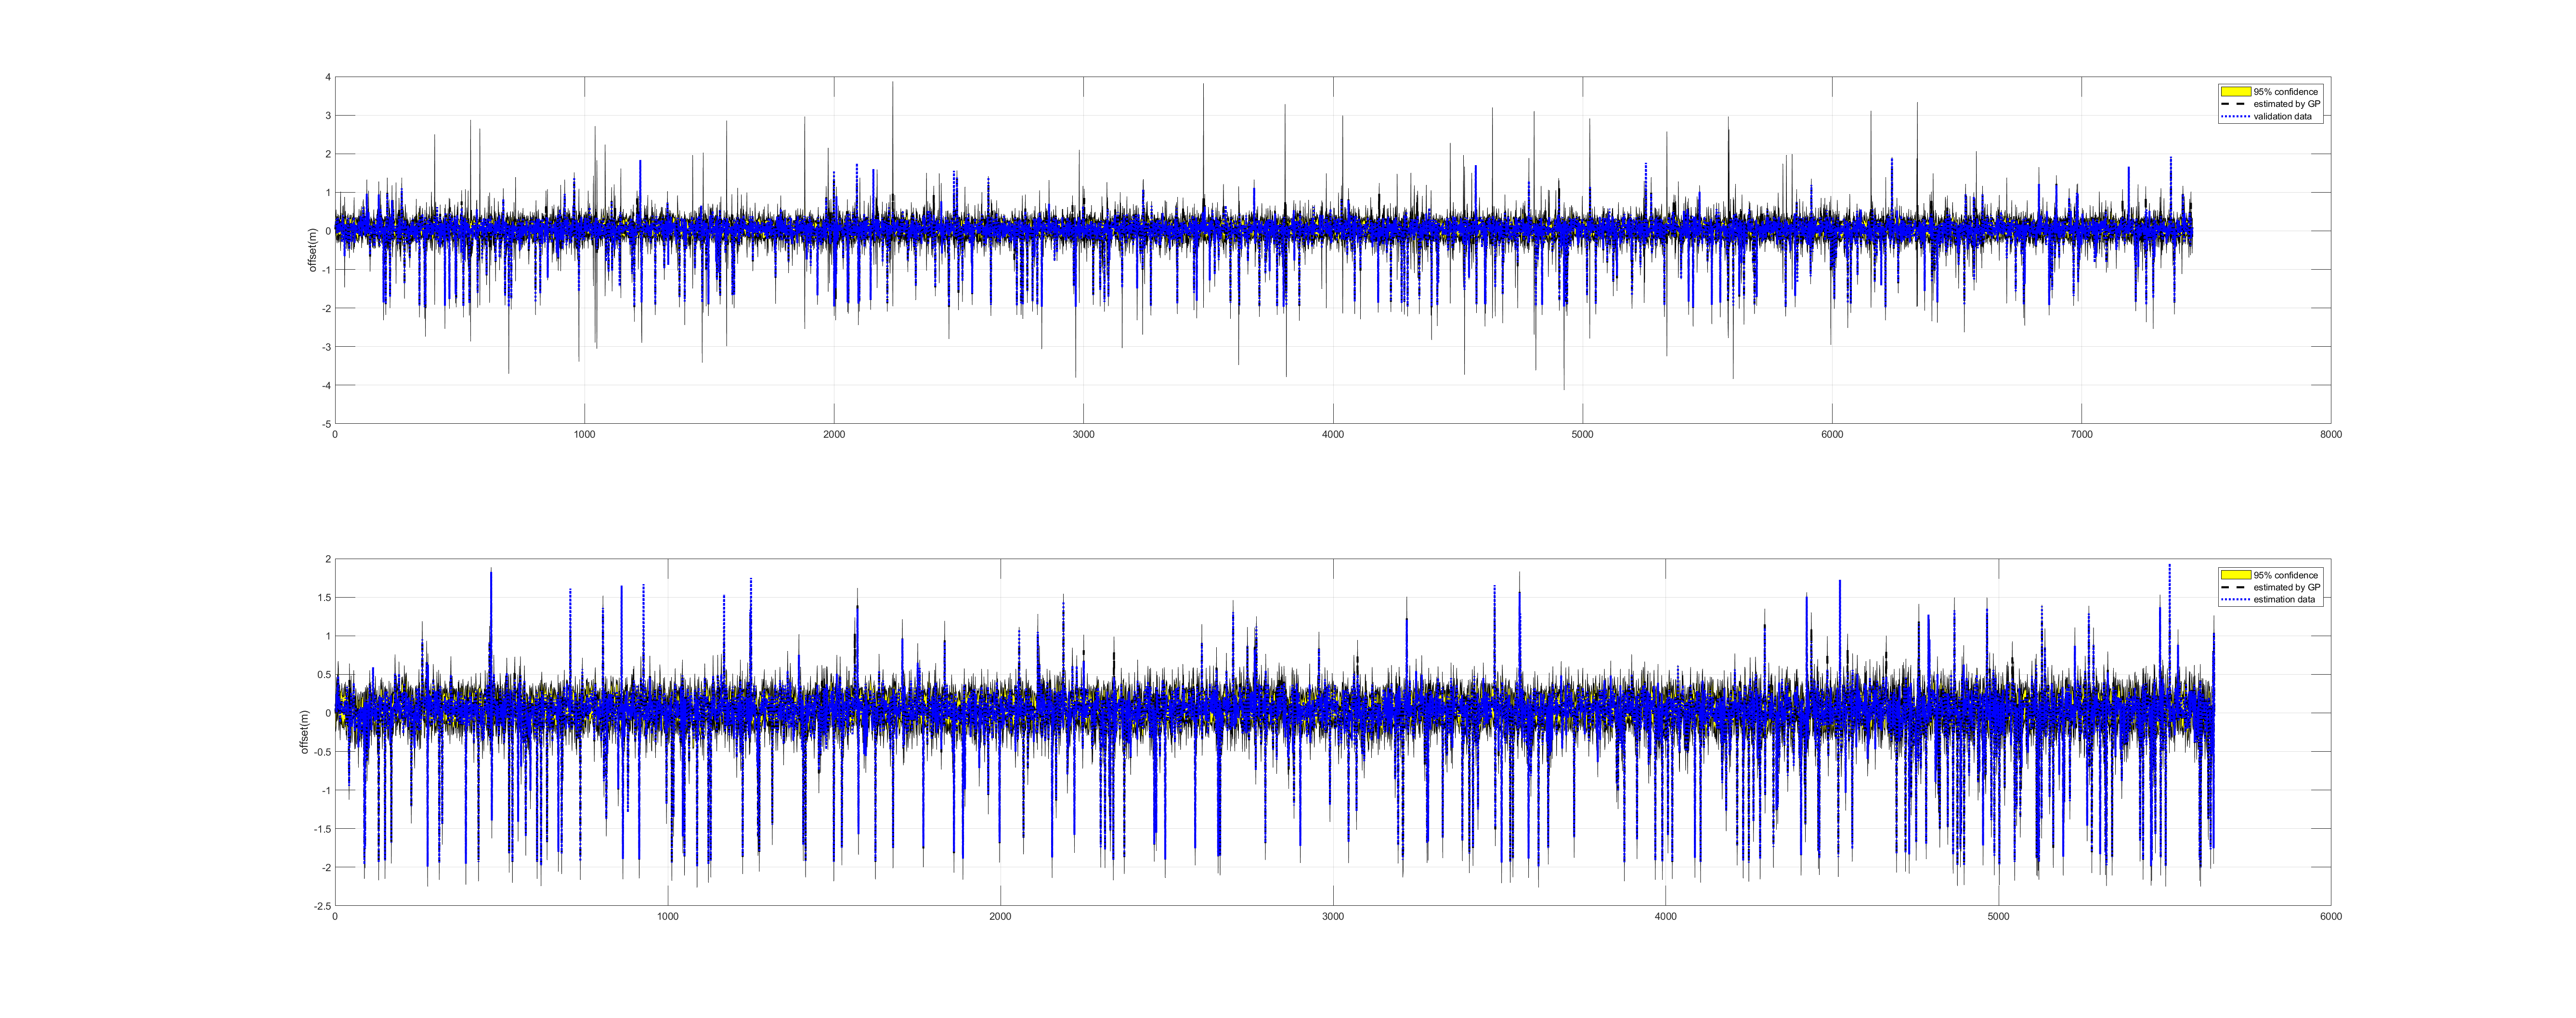 4
3
2
1
0
-1
-2
-3
-4
-5
offset(m)
95% confidence
estimated by GP
validation data
0 1000 2000 3000 4000 5000 6000 7000 8000
2
1.5
1
0.5
0
-0.5
-1
-1.5
-2
-2.5
offset(m)
95% confidence
estimated by GP
estimation data
0 1000 2000 3000 4000 5000 6000